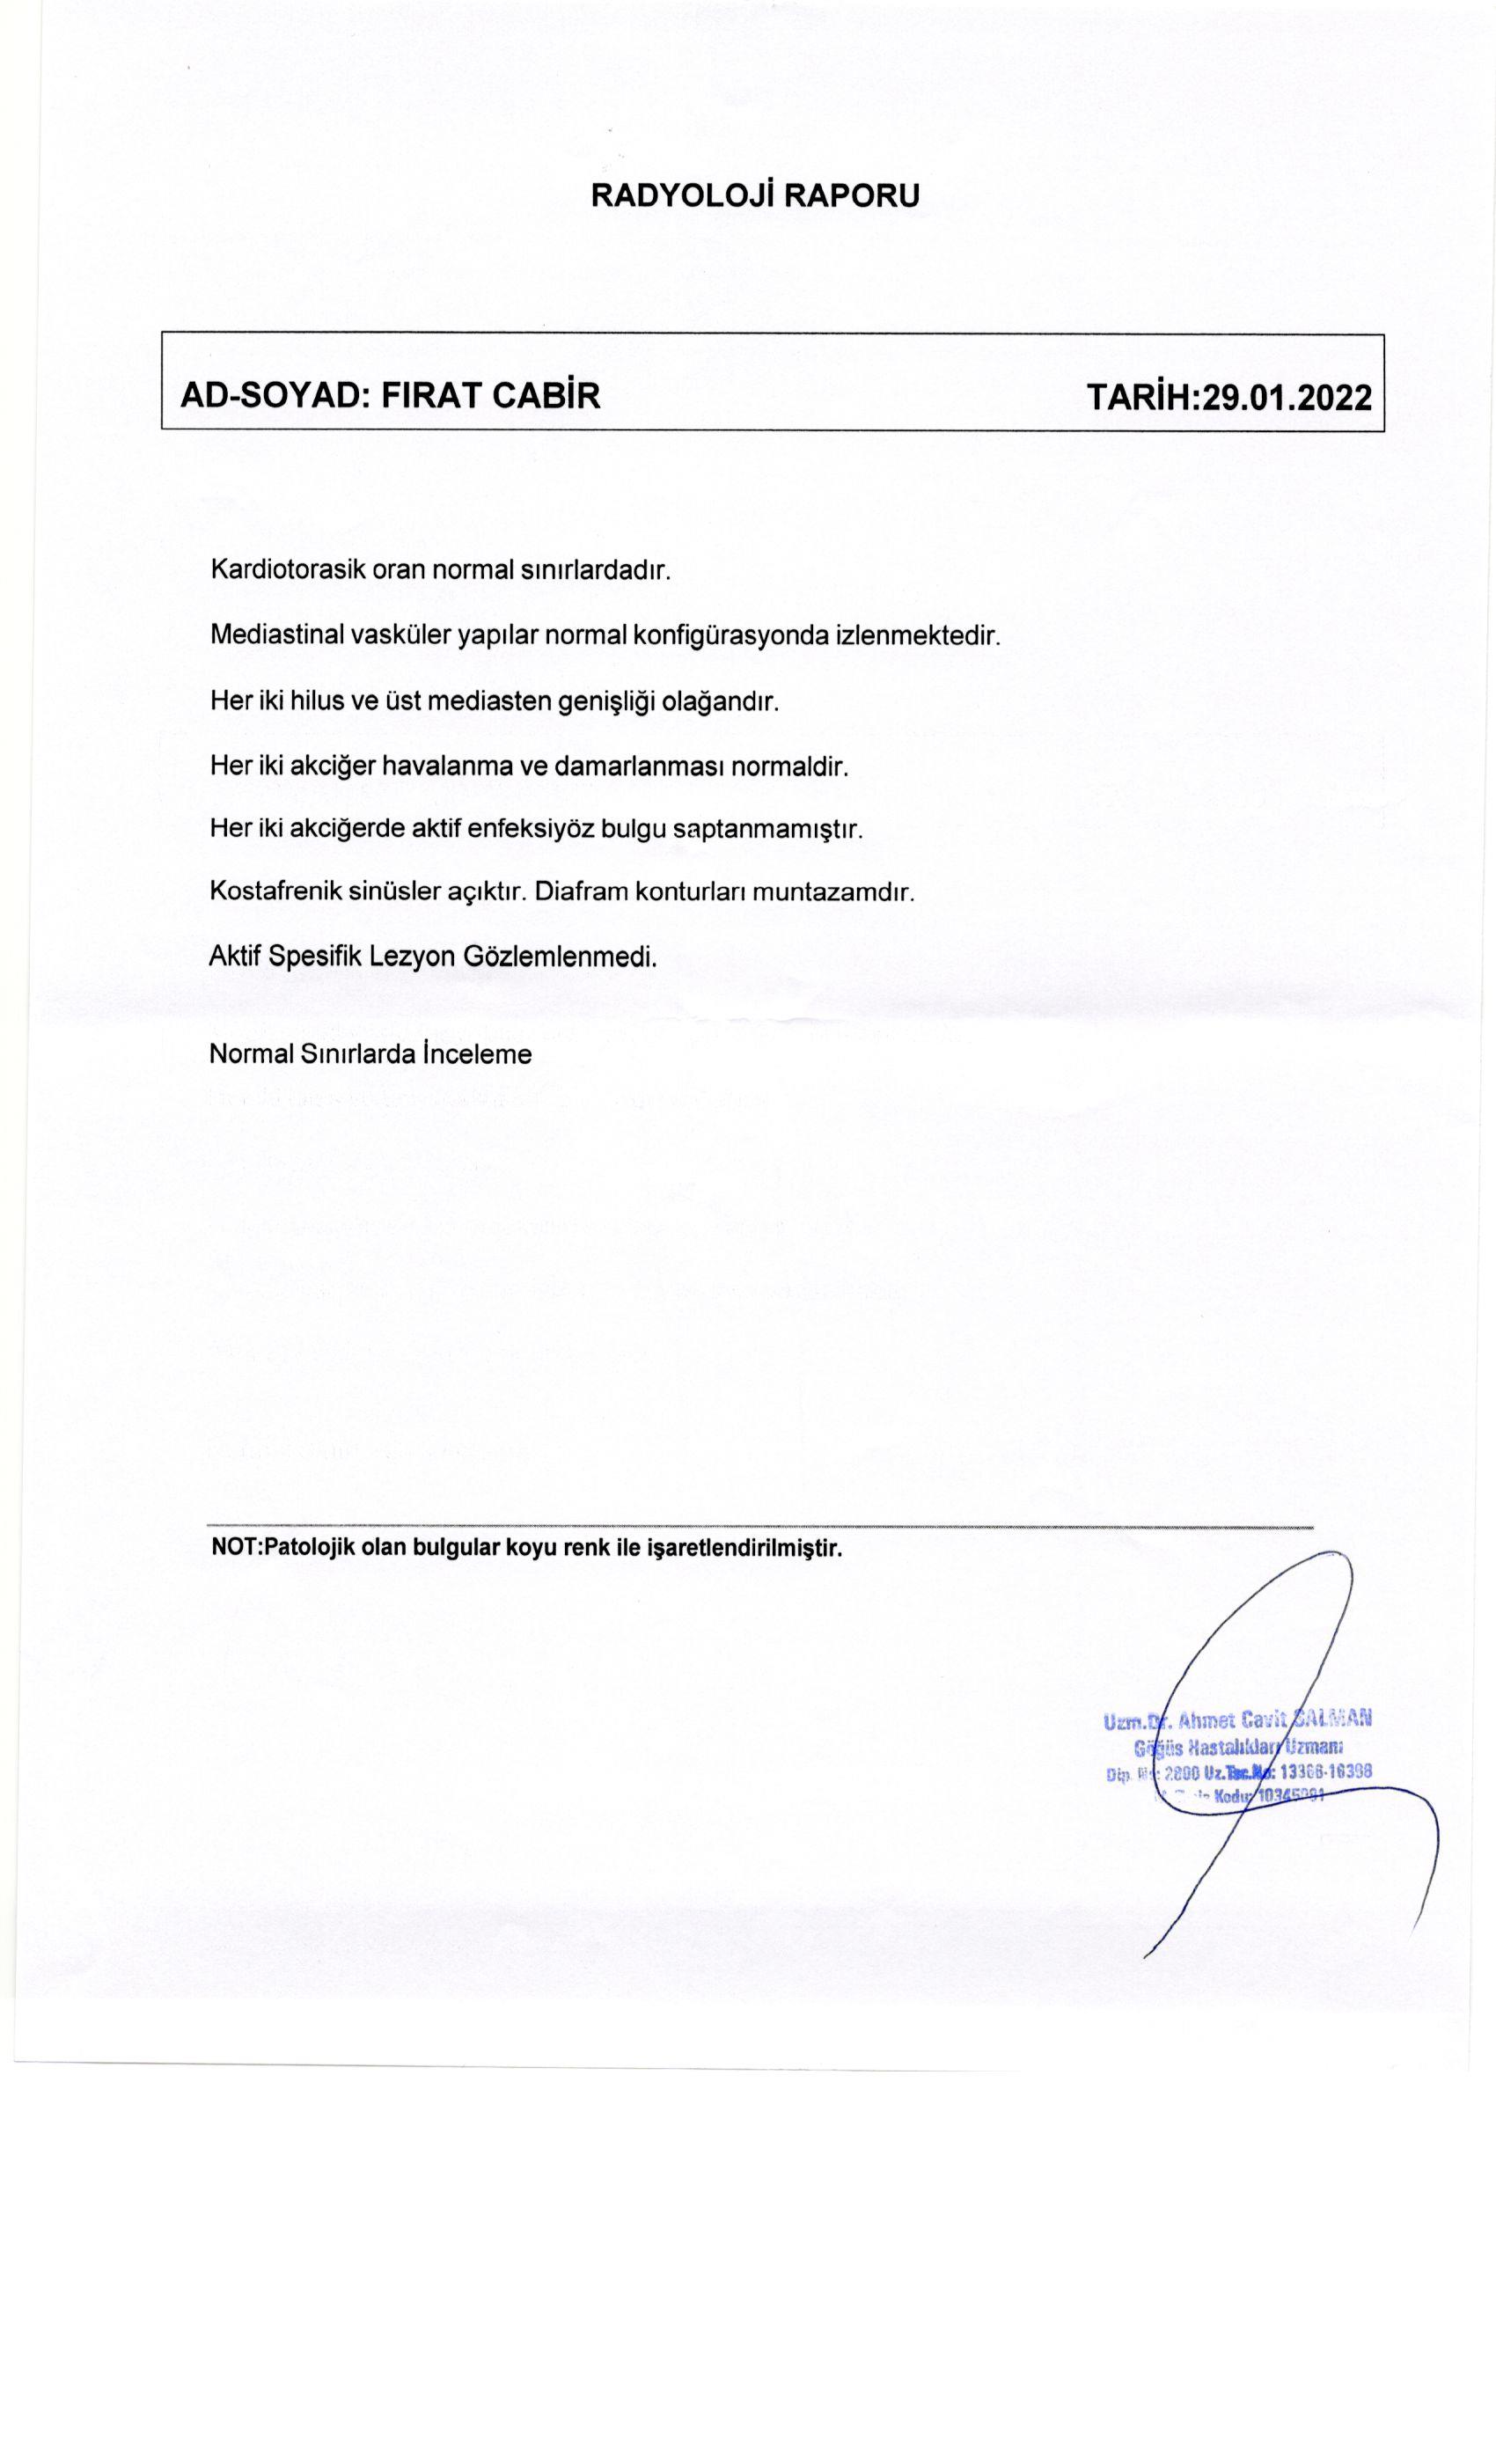 RADYOLOJİ RAPORU
AD-SOYAD: FIRAT CABİR TARİH:29.01.2022
Kardiotorasik oran normal sınırlardadır.
Mediastinal vasküler yapılar normal konfigürasyonda izlenmektedir.
Her iki hilus ve üst mediasten genişliği olağandır.
Her iki akciğer havalanma ve damarlanması normaldir.
Her iki akciğerde aktif enfeksiyöz bulgu saptanmamıştır.
Kostafrenik sinüsler açıktır. Diafram konturları muntazamdır.
Aktif Spesifik Lezyon Gözlemlenmedi.
Normal Sınırlarda İnceleme
NOT:Patolojik olan bulgular koyu renk ile işaretlendirilmiştir.
Uzm.Dr. Ahmet Cavit SALMAN
Göğüs Hastalıkları Uzmanı
Dip. No: 2800 Uz.Tsc.No:
Kodu: